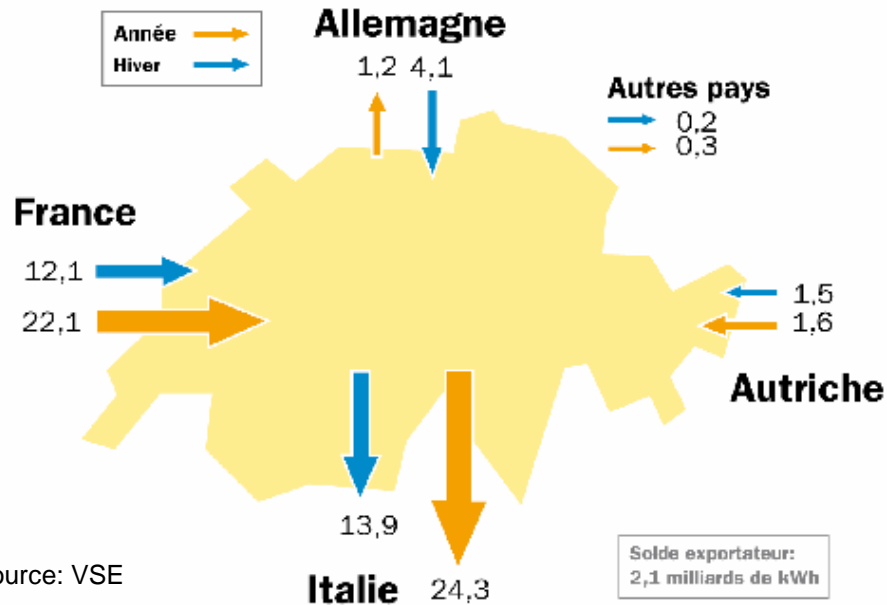 Année
Hiver
Allemagne
1,2 4,1
Autres pays
0,2
0,3
France
12,1
22,1
1,5
1,6
Autriche
13,9
Italie 24,3
ource: VSE
Solde exportateur:
2,1 milliards de kWh